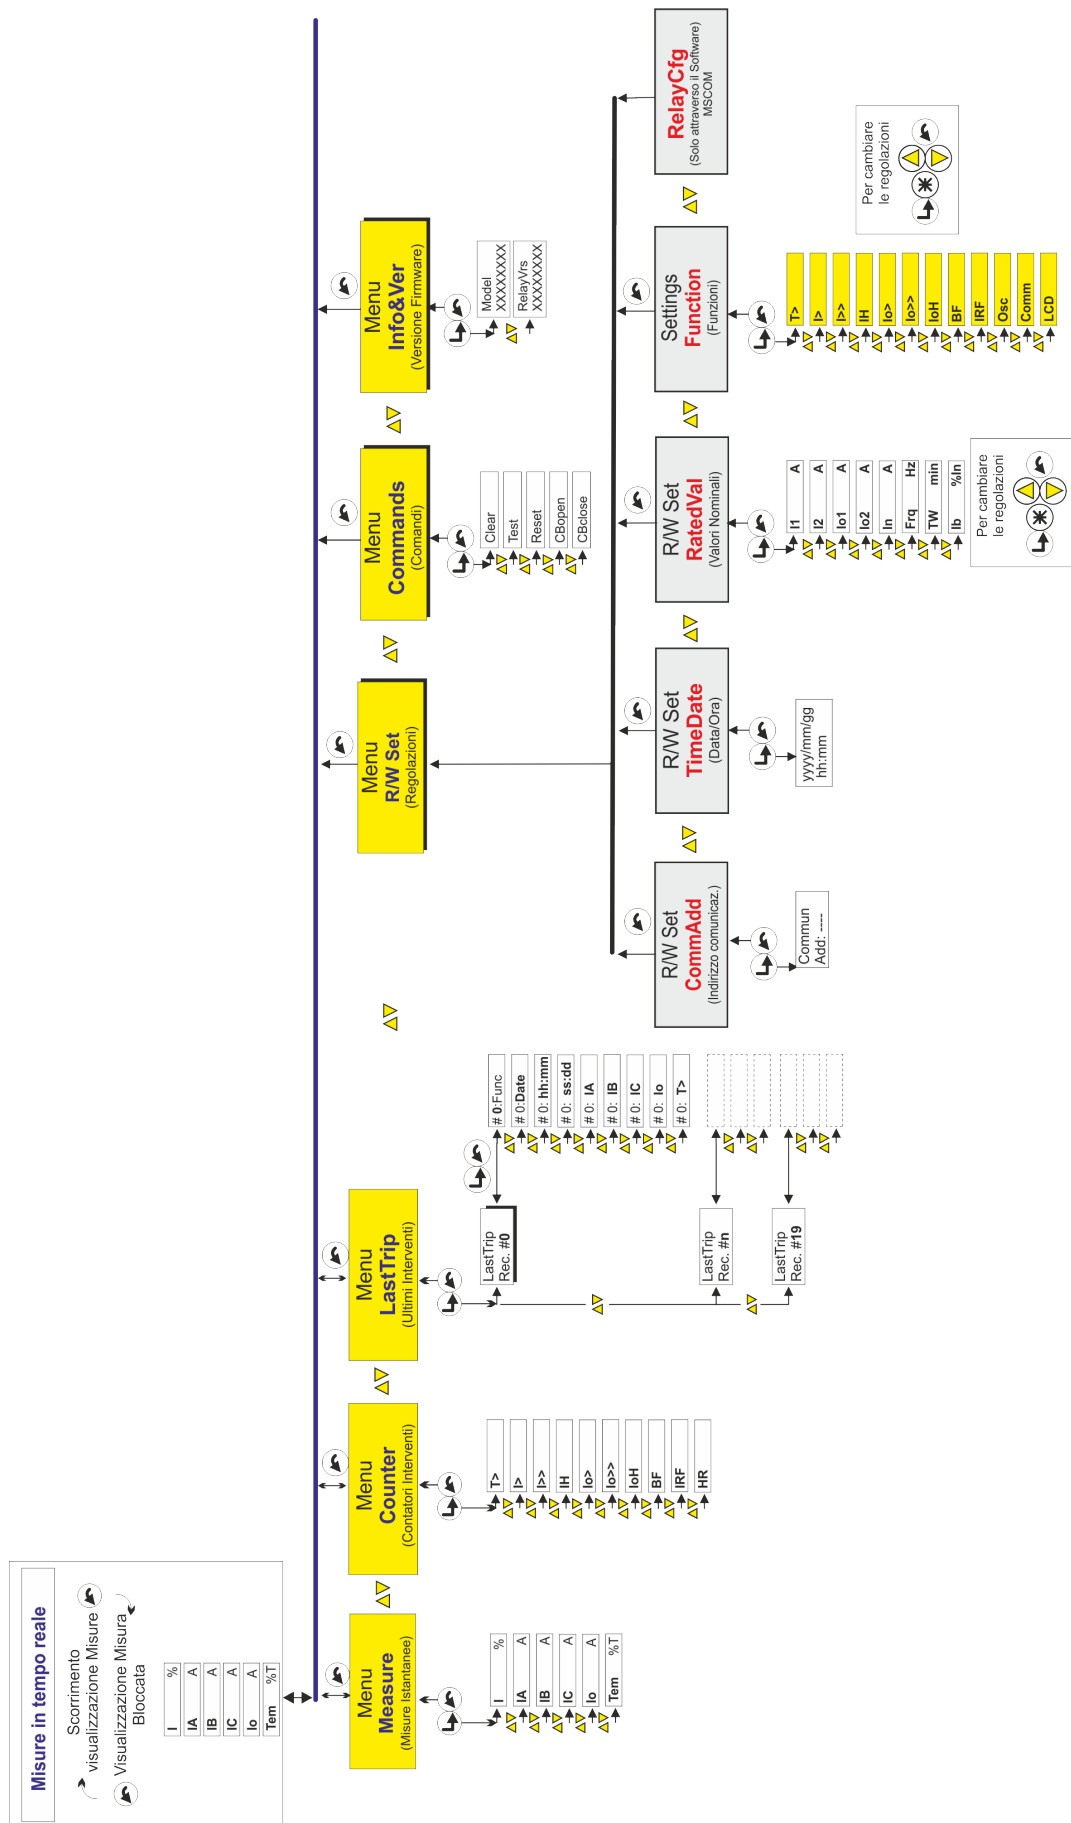 Misure in tempo reale
Scorrimento
visualizzazione Misure
Visualizzazione Misura
Bloccata
I %
IA A
IB A
IC A
Io A
Tem %T
Menu
Measure
(Misure Istantanee)
I %
IA A
IB A
IC A
Io A
Tem %T
Menu
Counter
(Contatori Interventi)
T>
I>
I>>
IH
Io>
Io>>
IoH
BF
IRF
HR
Menu
LastTrip
(Ultimi Interventi)
LastTrip
Rec. #0
LastTrip
Rec. #n
LastTrip
Rec. #19
# 0:Func
# 0:Date
# 0: hh:mm
# 0: ss:dd
# 0: IA
# 0: IB
# 0: IC
# 0: Io
# 0: T>
Menu
R/W Set
(Regolazioni)
Menu
Commands
(Comandi)
Clear
Test
Reset
CBopen
CBclose
Menu
Info&Ver
(Versione Firmware)
Model
XXXXXXXXX
RelayVrs
XXXXXXXXX
R/W Set
CommAdd
(Indirizzo comunicaz.)
Commun
Add: ----
R/W Set
TimeDate
(Data/Ora)
yyyy/mm/gg
hh:mm
R/W Set
RatedVal
(Valori Nominali)
I1 A
I2 A
Io1 A
Io2 A
In A
Frq Hz
TW min
Ib %In
Per cambiare
le regolazioni
Settings
Function
(Funzioni)
T>
I>
I>>
IH
Io>
Io>>
IoH
BF
IRF
Osc
Comm
LCD
Per cambiare
le regolazioni
RelayCfg
(Solo attraverso il Software)
MSCOM